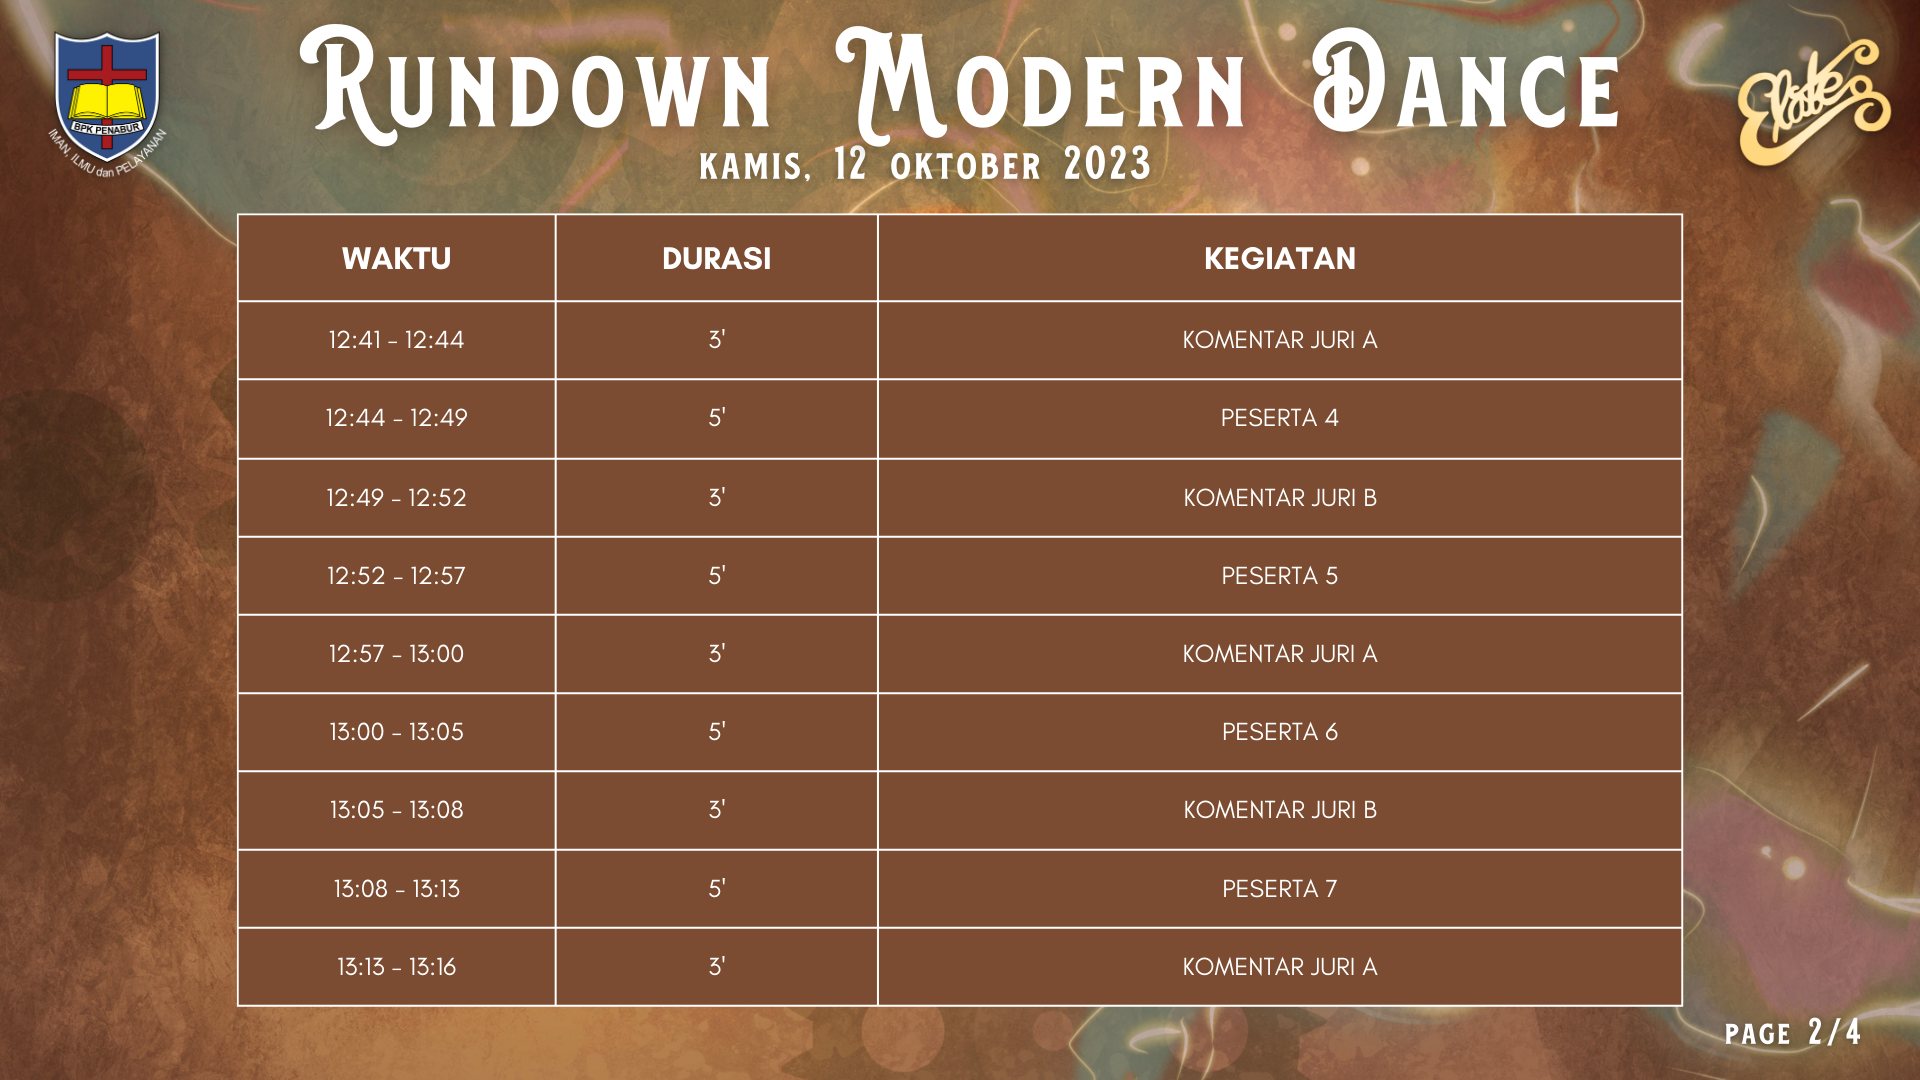 RUNDOWN MODERN DANCE
KAMIS, 12 OKTOBER 2023
BPK PENABUR
IMAN, ILMU dan PELAYANAN
Elate
WAKTU DURASI KEGIATAN
12:41 - 12:44 3' KOMENTAR JURI A
12:44 - 12:49 5' PESERTA 4
12:49 - 12:52 3' KOMENTAR JURI B
12:52 - 12:57 5' PESERTA 5
12:57 - 13:00 3' KOMENTAR JURI A
13:00 - 13:05 5' PESERTA 6
13:05 - 13:08 3' KOMENTAR JURI B
13:08 - 13:13 5' PESERTA 7
13:13 - 13:16 3' KOMENTAR JURI A
PAGE 2/4